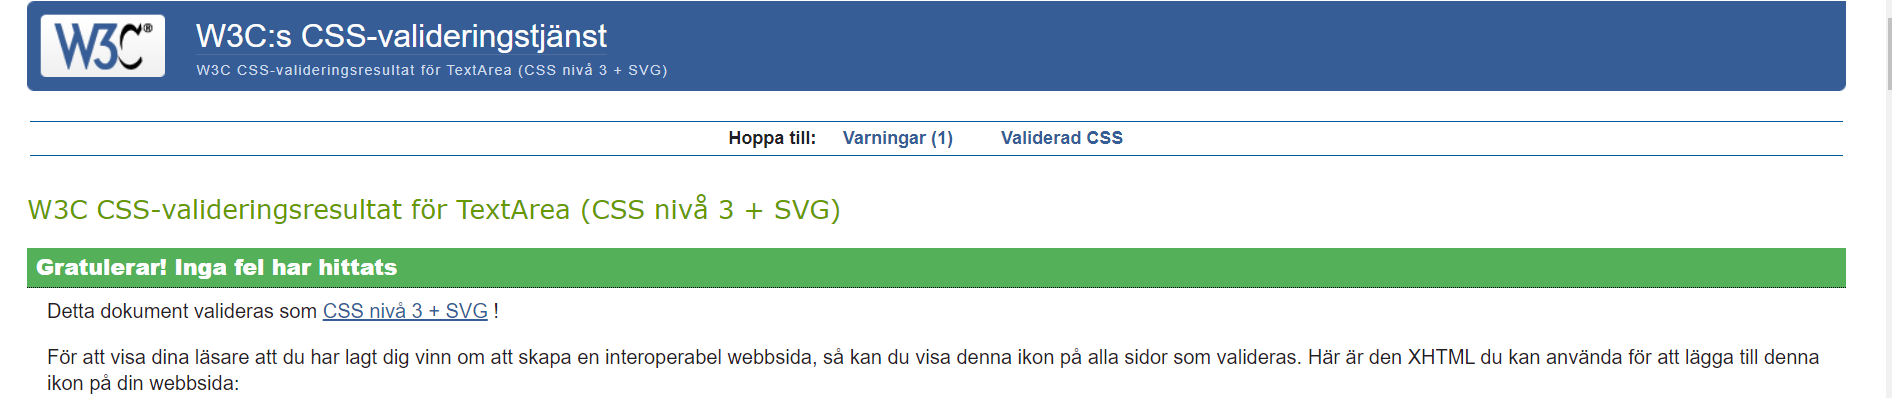 W3C®
W3C:s CSS-valideringstjänst
W3C CSS-valideringsresultat för TextArea (CSS nivå 3 + SVG)
Hoppa till: Varningar (1) Validerad CSS
W3C CSS-valideringsresultat för TextArea (CSS nivå 3 + SVG)
Gratulerar! Inga fel har hittats
Detta dokument valideras som CSS nivå 3 + SVG !
För att visa dina läsare att du har lagt dig vinn om att skapa en interoperabel webbsida, så kan du visa denna ikon på alla sidor som valideras. Här är den XHTML du kan använda för att lägga till denna
ikon på din webbsida: